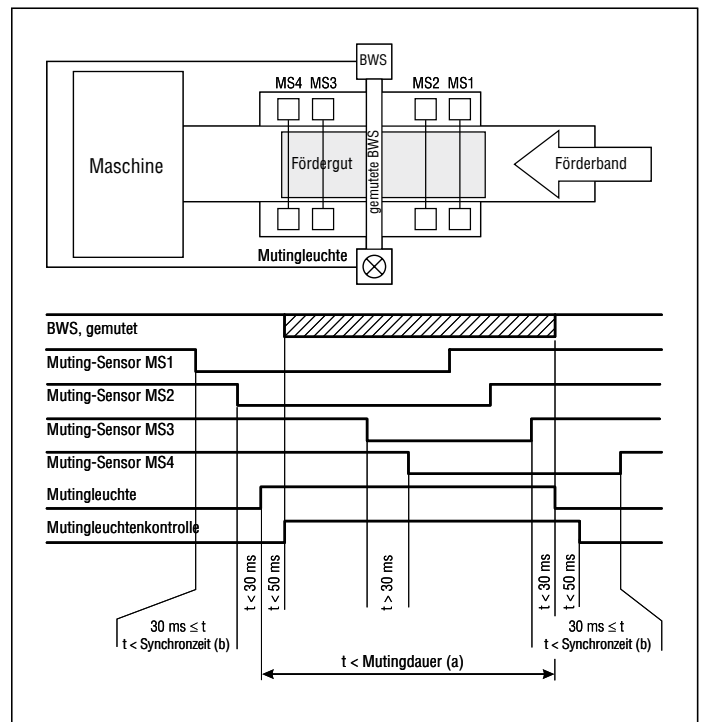 BWS
MS4 MS3 MS2 MS1
Maschine
Fördergut
gemutete BWS
Förderband
Mutingleuchte
BWS, gemutet
Muting-Sensor MS1
Muting-Sensor MS2
Muting-Sensor MS3
Muting-Sensor MS4
Mutingleuchte
Mutingleuchtenkontrolle
t < 30 ms
t < 50 ms
t > 30 ms
t < 30 ms
t < 50 ms
30 ms ≤ t
t < Synchronzeit (b)
30 ms ≤ t
t < Synchronzeit (b)
t < Mutingdauer (a)